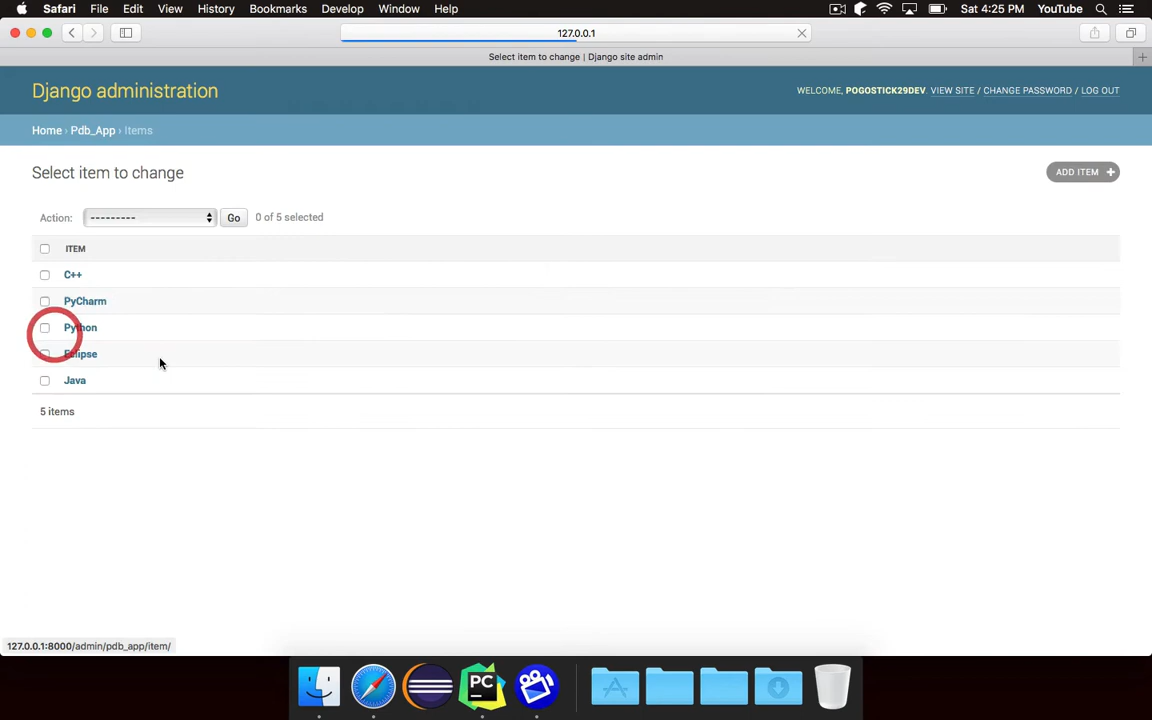 Safari File Edit View History Bookmarks Develop Window Help Sat 4:25 PM YouTube
127.0.0.1
Select item to change | Django site admin
Django administration
WELCOME, POGOSTICK29DEV. VIEW SITE / CHANGE PASSWORD / LOG OUT
Home › Pdb_App › Items
Select item to change
ADD ITEM +
Action: --------- Go 0 of 5 selected
ITEM
C++
PyCharm
Python
Eclipse
Java
5 items
127.0.0.1:8000/admin/pdb_app/item/
PC